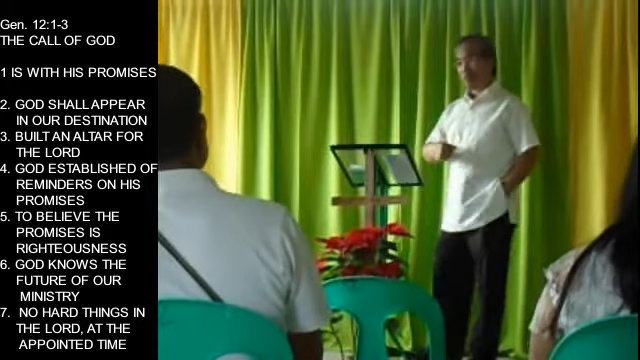 Gen. 12:1-3
THE CALL OF GOD
1 IS WITH HIS PROMISES
2. GOD SHALL APPEAR
IN OUR DESTINATION
3. BUILT AN ALTAR FOR
THE LORD
4. GOD ESTABLISHED OF
REMINDERS ON HIS
PROMISES
5. TO BELIEVE THE
PROMISES IS
RIGHTEOUSNESS
6. GOD KNOWS THE
FUTURE OF OUR
MINISTRY
7. NO HARD THINGS IN
THE LORD, AT THE
APPOINTED TIME